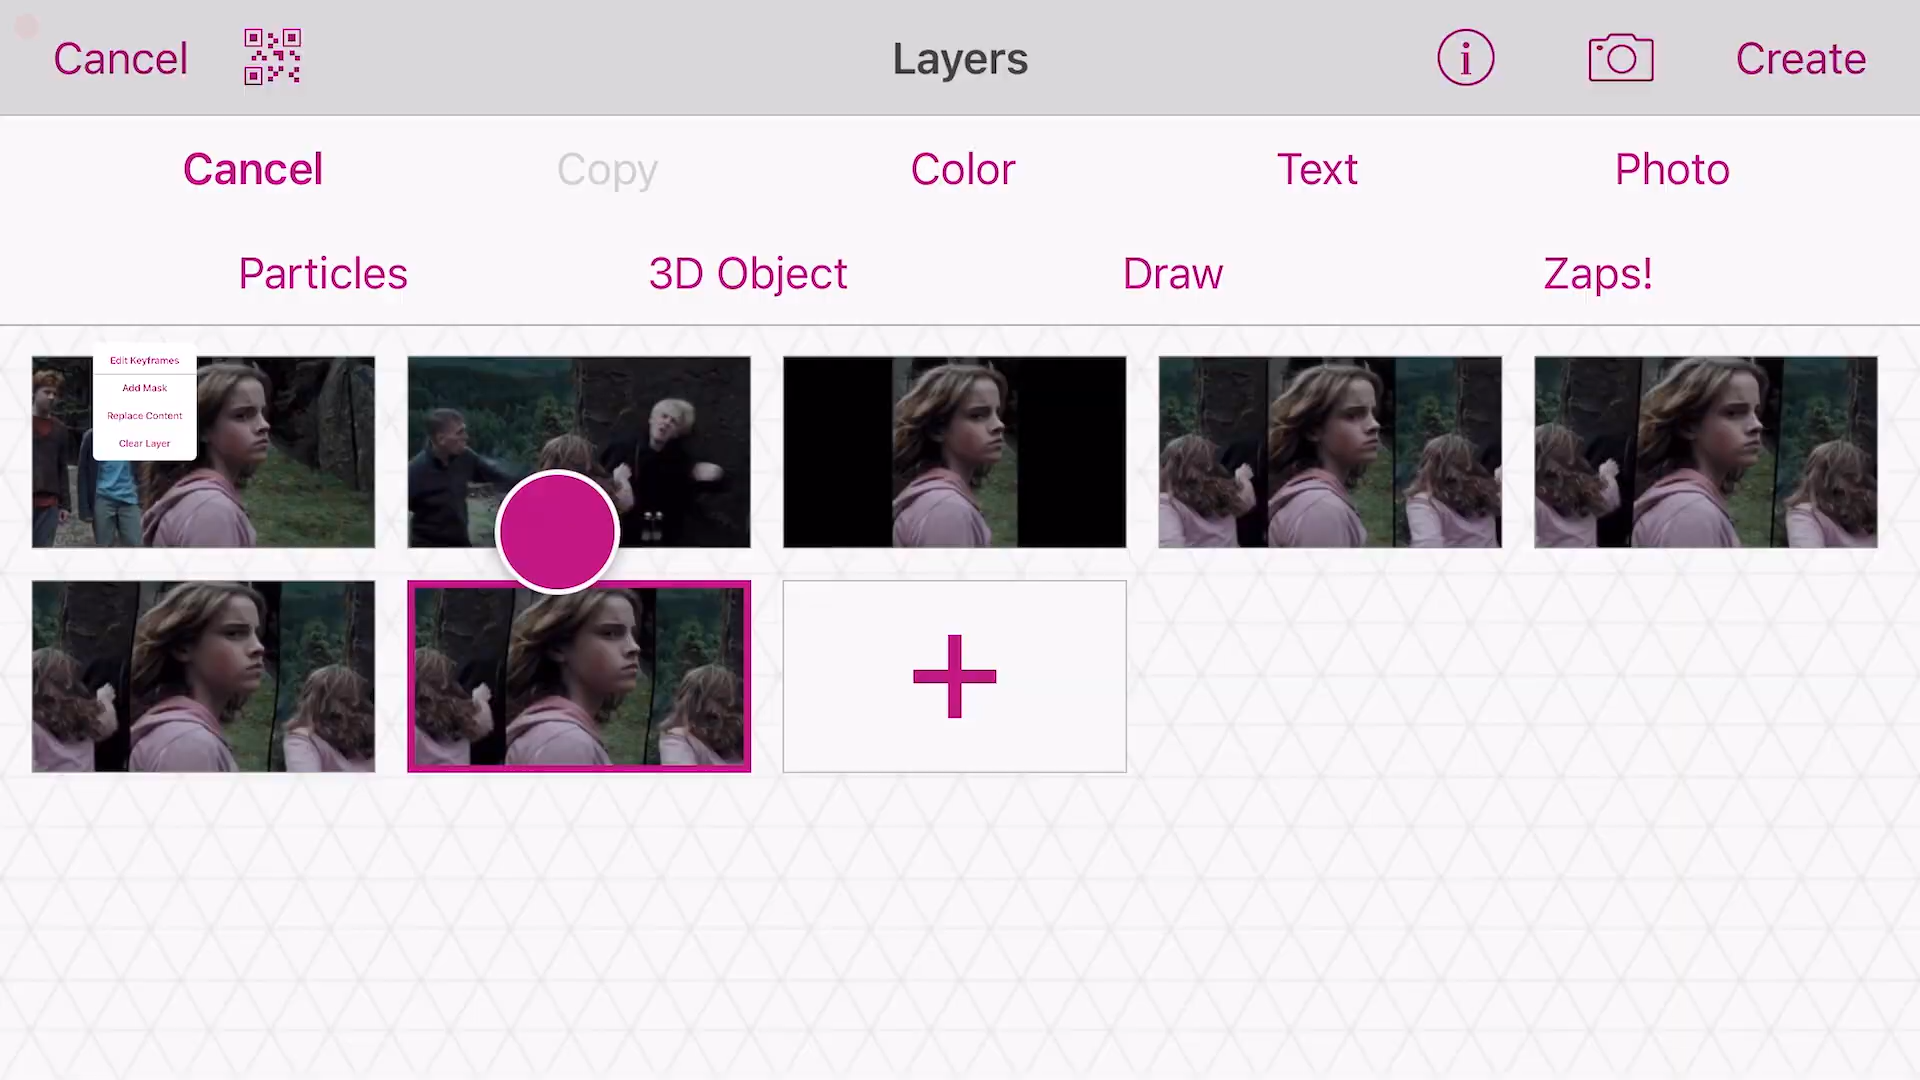 Cancel
Layers
Create
Cancel
Copy
Color
Text
Photo
Particles
3D Object
Draw
Zaps!
Edit Keyframes
Add Mask
Replace Content
Clear Layer